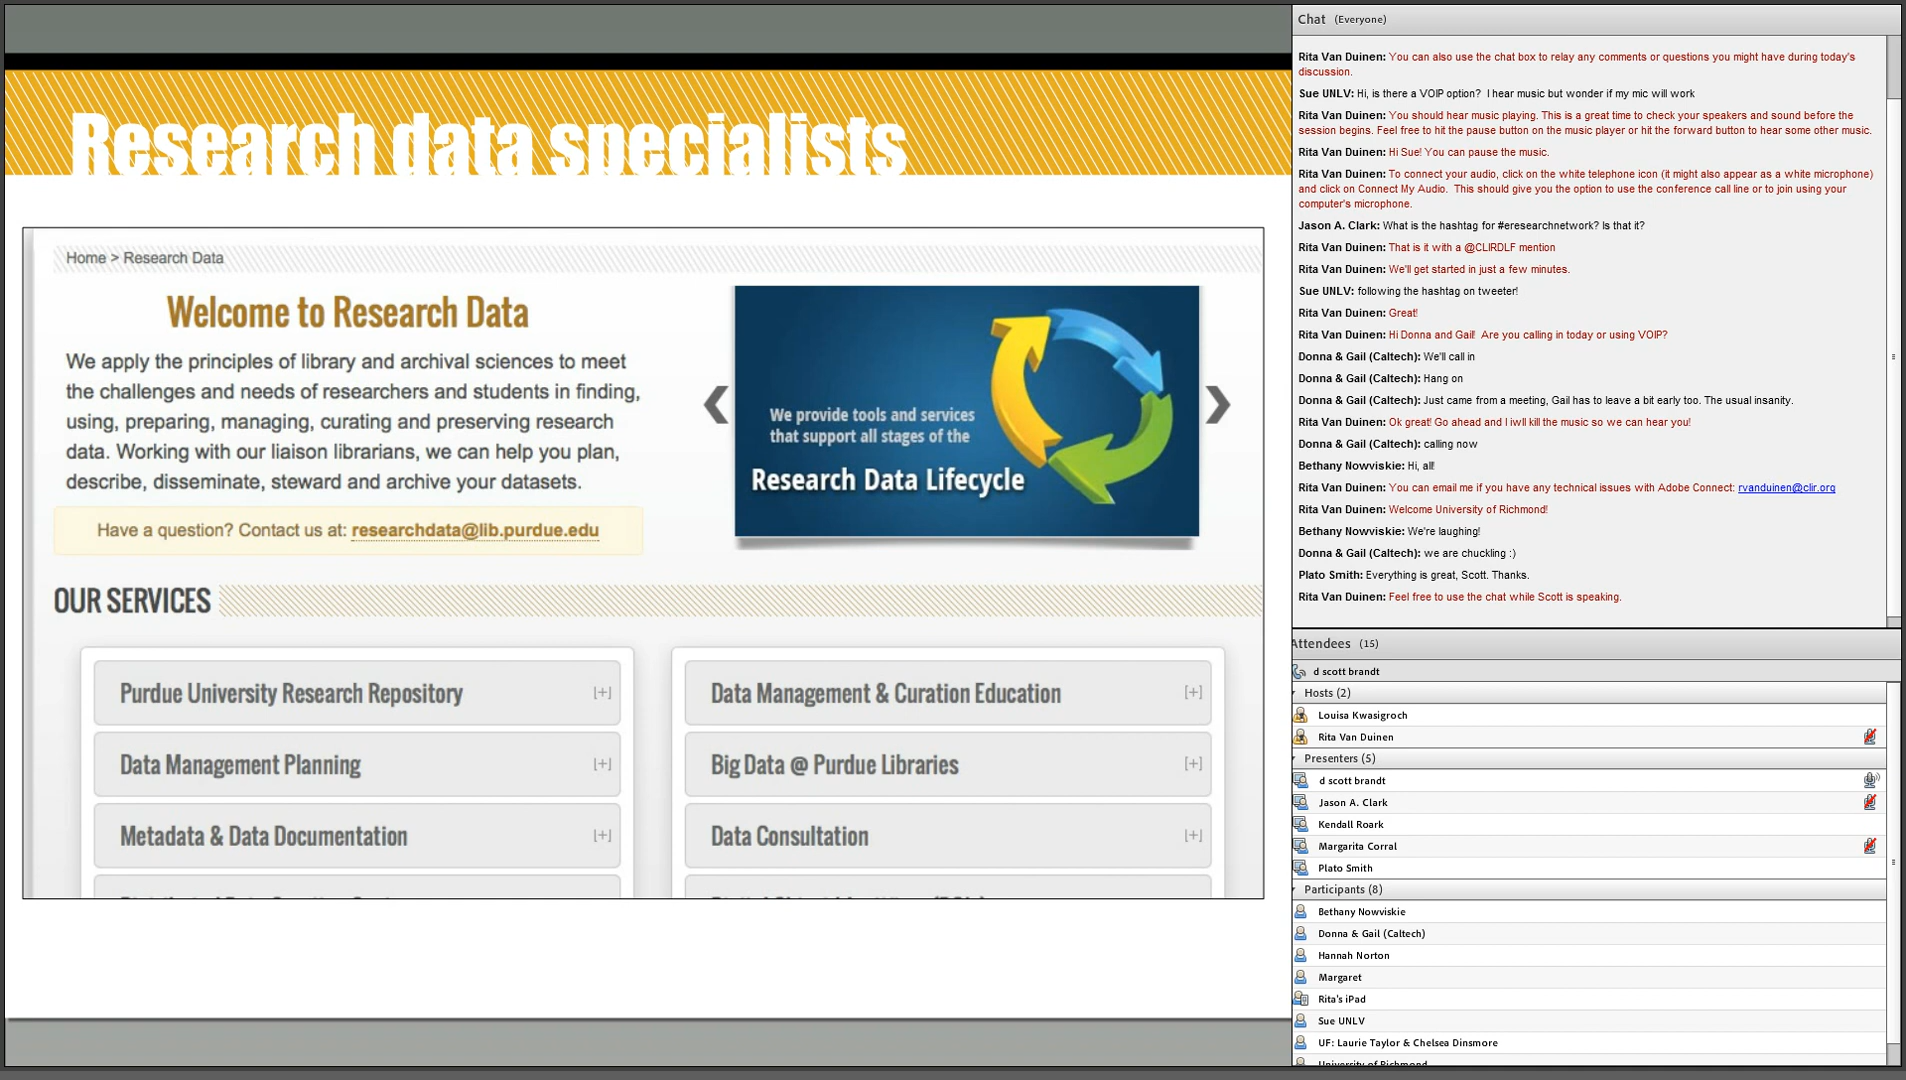 Research data specialists
Home > Research Data
Welcome to Research Data
We apply the principles of library and archival sciences to meet
the challenges and needs of researchers and students in finding,
using, preparing, managing, curating and preserving research
data. Working with our liaison librarians, we can help you plan,
describe, disseminate, steward and archive your datasets.
Have a question? Contact us at: researchdata@lib.purdue.edu
We provide tools and services
that support all stages of the
Research Data Lifecycle
OUR SERVICES
Purdue University Research Repository [+]
Data Management Planning [+]
Metadata & Data Documentation [+]
Data Management & Curation Education [+]
Big Data @ Purdue Libraries [+]
Data Consultation [+]
Chat (Everyone)
Rita Van Duinen: You can also use the chat box to relay any comments or questions you might have during today's
discussion.
Sue UNLV: Hi, is there a VOIP option? I hear music but wonder if my mic will work
Rita Van Duinen: You should hear music playing. This is a great time to check your speakers and sound before the
session begins. Feel free to hit the pause button on the music player or hit the forward button to hear some other music.
Rita Van Duinen: Hi Sue! You can pause the music.
Rita Van Duinen: To connect your audio, click on the white telephone icon (it might also appear as a white microphone)
and click on Connect My Audio. This should give you the option to use the conference call line or to join using your
computer's microphone.
Jason A. Clark: What is the hashtag for #eresearchnetwork? Is that it?
Rita Van Duinen: That is it with a @CLIRDLF mention
Rita Van Duinen: We'll get started in just a few minutes.
Sue UNLV: following the hashtag on tweeter!
Rita Van Duinen: Great!
Rita Van Duinen: Hi Donna and Gail! Are you calling in today or using VOIP?
Donna & Gail (Caltech): We'll call in
Donna & Gail (Caltech): Hang on
Donna & Gail (Caltech): Just came from a meeting, Gail has to leave a bit early too. The usual insanity.
Rita Van Duinen: Ok great! Go ahead and I iwll kill the music so we can hear you!
Donna & Gail (Caltech): calling now
Bethany Nowviskie: Hi, all!
Rita Van Duinen: You can email me if you have any technical issues with Adobe Connect: rvanduinen@clir.org
Rita Van Duinen: Welcome University of Richmond!
Bethany Nowviskie: We're laughing!
Donna & Gail (Caltech): we are chuckling :)
Plato Smith: Everything is great, Scott. Thanks.
Rita Van Duinen: Feel free to use the chat while Scott is speaking.
Attendees (15)
d scott brandt
Hosts (2)
Louisa Kwasigroch
Rita Van Duinen
Presenters (5)
d scott brandt
Jason A. Clark
Kendall Roark
Margarita Corral
Plato Smith
Participants (8)
Bethany Nowviskie
Donna & Gail (Caltech)
Hannah Norton
Margaret
Rita's iPad
Sue UNLV
UF: Laurie Taylor & Chelsea Dinsmore
University of Richmond